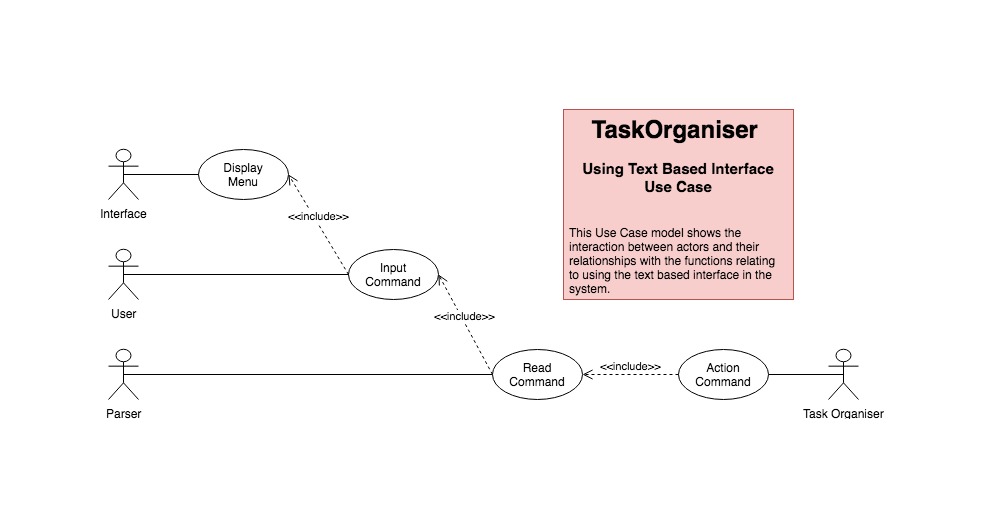 TaskOrganiser
Using Text Based Interface
Use Case
This Use Case model shows the
interaction between actors and their
relationships with the functions relating
to using the text based interface in the
system.
Display
Menu
Interface
<<include>>
Input
Command
User
<<include>>
Read
Command
<<include>>
Action
Command
Parser
Task Organiser